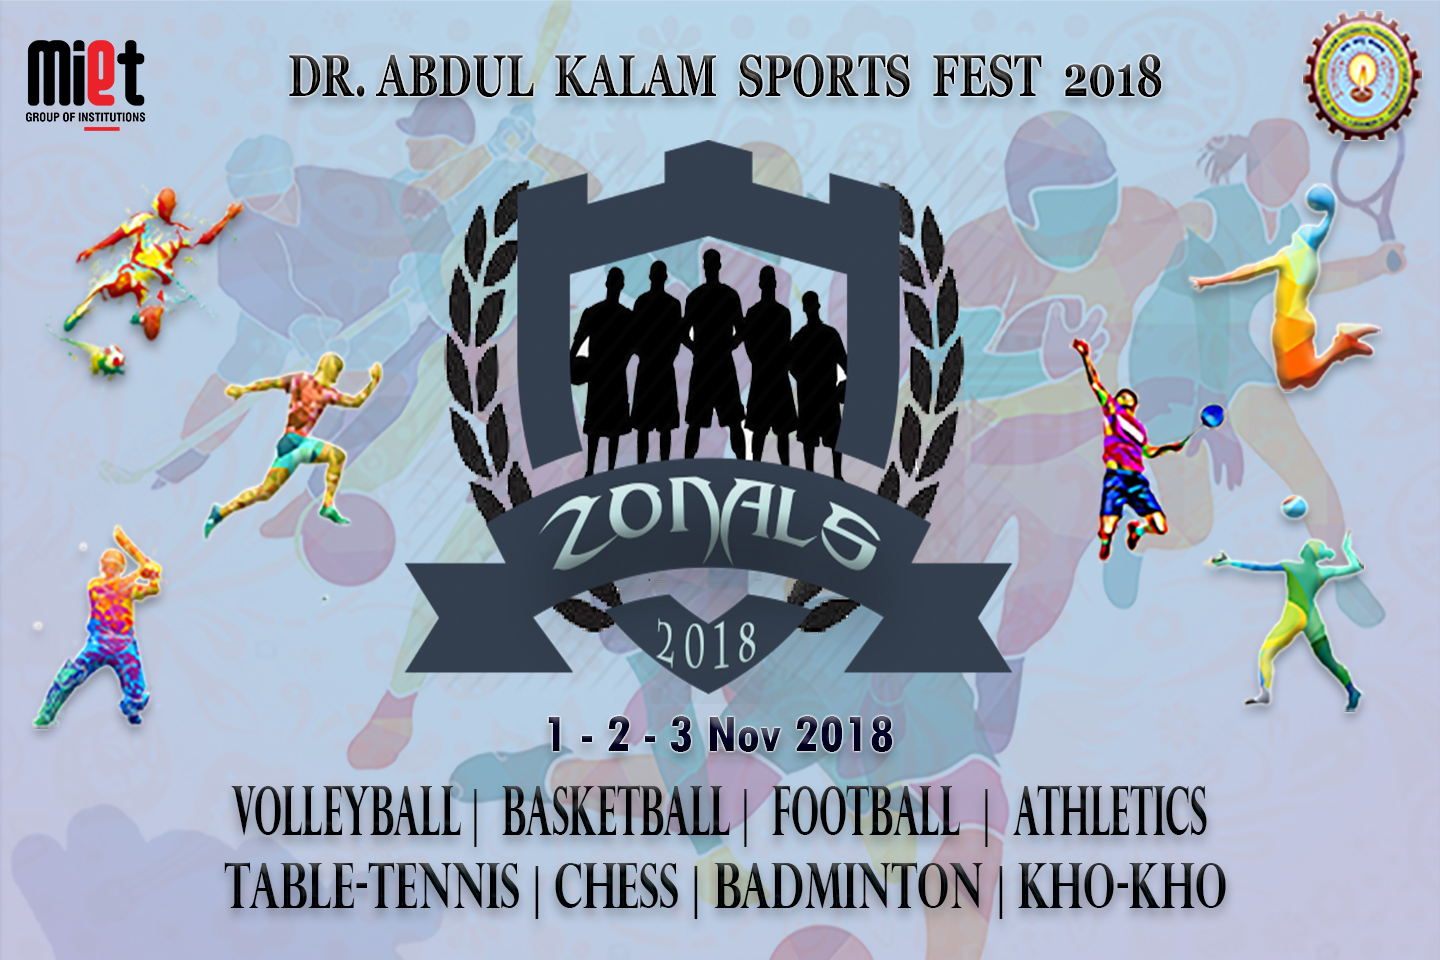 miet
GROUP OF INSTITUTIONS
DR. ABDUL KALAM SPORTS FEST 2018
ZONALS
2018
1 - 2 - 3 Nov 2018
VOLLEYBALL | BASKETBALL | FOOTBALL | ATHLETICS
TABLE-TENNIS | CHESS | BADMINTON | KHO-KHO